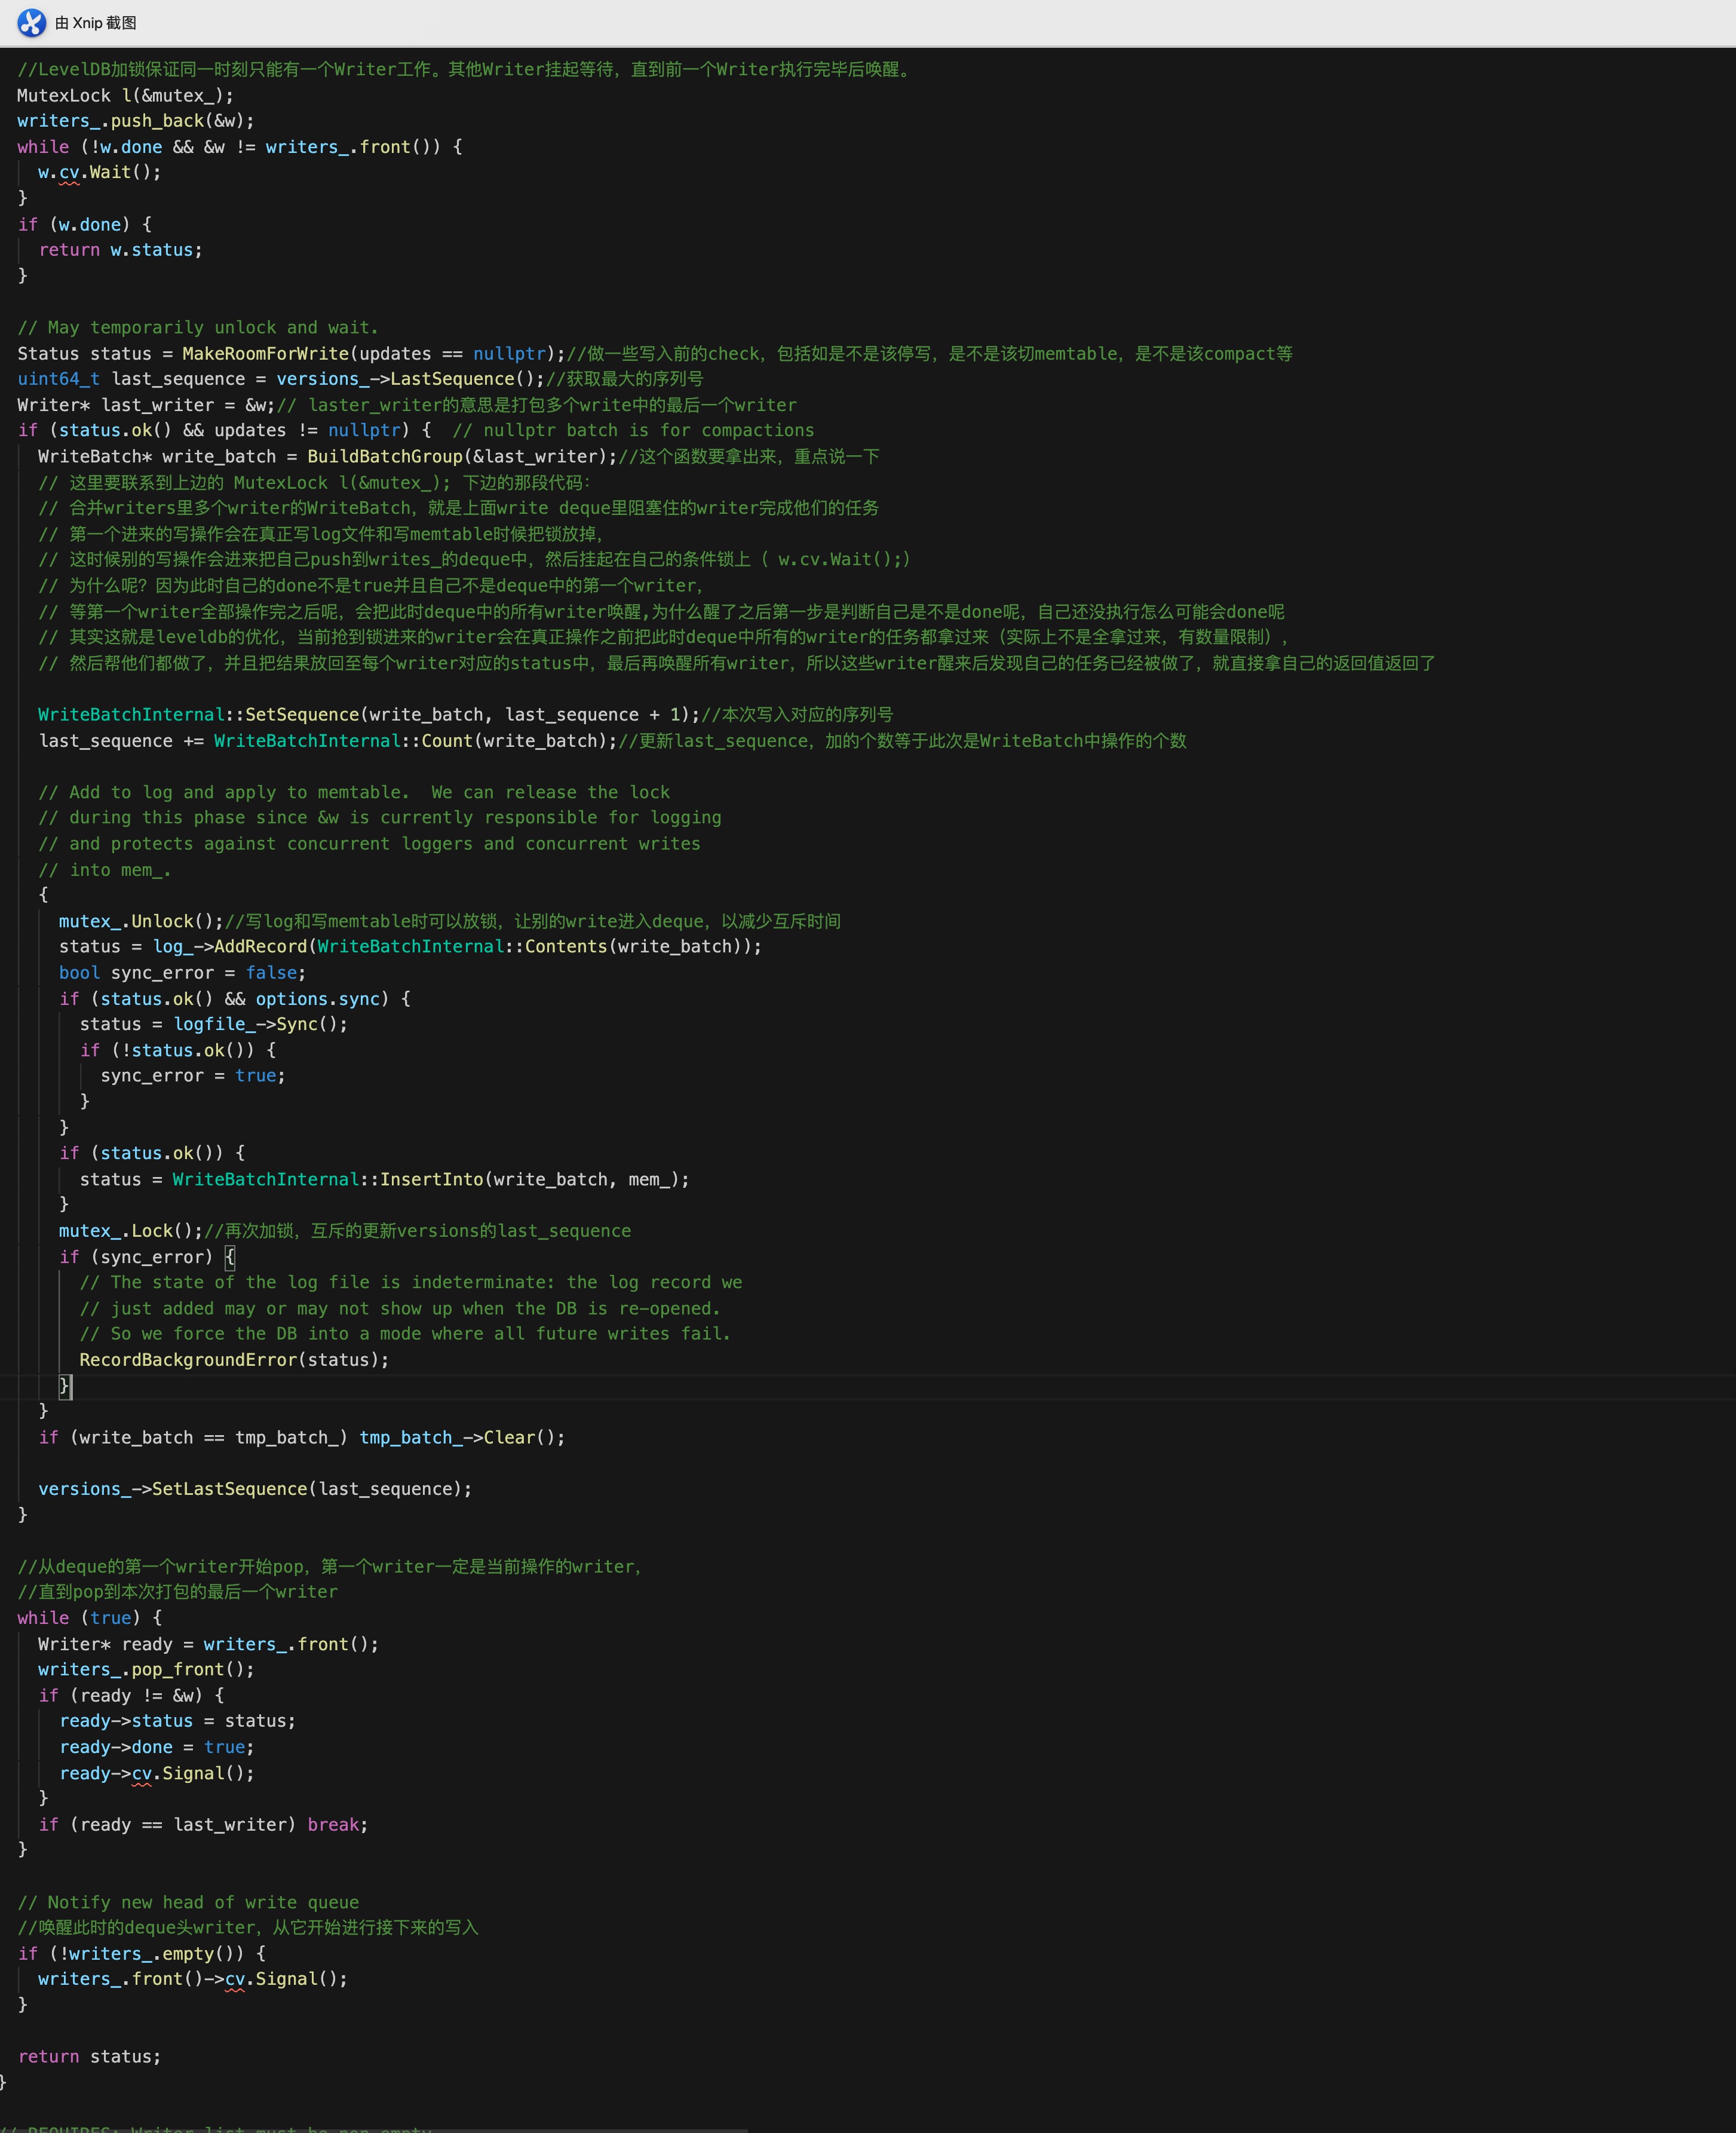 由 Xnip 截图
//LevelDB加锁保证同一时刻只能有一个Writer工作。其他Writer挂起等待，直到前一个Writer执行完毕后唤醒。
MutexLock l(&mutex_);
writers_.push_back(&w);
while (!w.done && &w != writers_.front()) {
w.cv.Wait();
}
if (w.done) {
return w.status;
}
// May temporarily unlock and wait.
Status status = MakeRoomForWrite(updates == nullptr);//做一些写入前的check，包括如是不是该停写，是不是该切memtable，是不是该compact等
uint64_t last_sequence = versions_->LastSequence();//获取最大的序列号
Writer* last_writer = &w;// laster_writer的意思是打包多个write中的最后一个writer
if (status.ok() && updates != nullptr) {  // nullptr batch is for compactions
WriteBatch* write_batch = BuildBatchGroup(&last_writer);//这个函数要拿出来，重点说一下
// 这里要联系到上边的 MutexLock l(&mutex_); 下边的那段代码：
// 合并writers里多个writer的WriteBatch，就是上面write deque里阻塞住的writer完成他们的任务
// 第一个进来的写操作会在真正写log文件和写memtable时候把锁放掉，
// 这时候别的写操作会进来把自己push到writes_的deque中，然后挂起在自己的条件锁上 ( w.cv.Wait();)
// 为什么呢？因为此时自己的done不是true并且自己不是deque中的第一个writer，
// 等第一个writer全部操作完之后呢，会把此时deque中的所有writer唤醒,为什么醒了之后第一步是判断自己是不是done呢，自己还没执行怎么可能会done呢
// 其实这就是leveldb的优化，当前抢到锁进来的writer会在真正操作之前把此时deque中所有的writer的任务都拿过来（实际上不是全拿过来，有数量限制），
// 然后帮他们都做了，并且把结果放回至每个writer对应的status中，最后再唤醒所有writer，所以这些writer醒来后发现自己的任务已经被做了，就直接拿自己的返回值返回了
WriteBatchInternal::SetSequence(write_batch, last_sequence + 1);//本次写入对应的序列号
last_sequence += WriteBatchInternal::Count(write_batch);//更新last_sequence，加的个数等于此次是WriteBatch中操作的个数
// Add to log and apply to memtable.  We can release the lock
// during this phase since &w is currently responsible for logging
// and protects against concurrent loggers and concurrent writes
// into mem_.
{
mutex_.Unlock();//写log和写memtable时可以放锁，让别的write进入deque，以减少互斥时间
status = log_->AddRecord(WriteBatchInternal::Contents(write_batch));
bool sync_error = false;
if (status.ok() && options.sync) {
status = logfile_->Sync();
if (!status.ok()) {
sync_error = true;
}
}
if (status.ok()) {
status = WriteBatchInternal::InsertInto(write_batch, mem_);
}
mutex_.Lock();//再次加锁，互斥的更新versions的last_sequence
if (sync_error) {
// The state of the log file is indeterminate: the log record we
// just added may or may not show up when the DB is re-opened.
// So we force the DB into a mode where all future writes fail.
RecordBackgroundError(status);
}
}
if (write_batch == tmp_batch_) tmp_batch_->Clear();
versions_->SetLastSequence(last_sequence);
}
//从deque的第一个writer开始pop，第一个writer一定是当前操作的writer，
//直到pop到本次打包的最后一个writer
while (true) {
Writer* ready = writers_.front();
writers_.pop_front();
if (ready != &w) {
ready->status = status;
ready->done = true;
ready->cv.Signal();
}
if (ready == last_writer) break;
}
// Notify new head of write queue
//唤醒此时的deque头writer，从它开始进行接下来的写入
if (!writers_.empty()) {
writers_.front()->cv.Signal();
}
return status;
}
// REQUIRES: Writer list must be non-empty